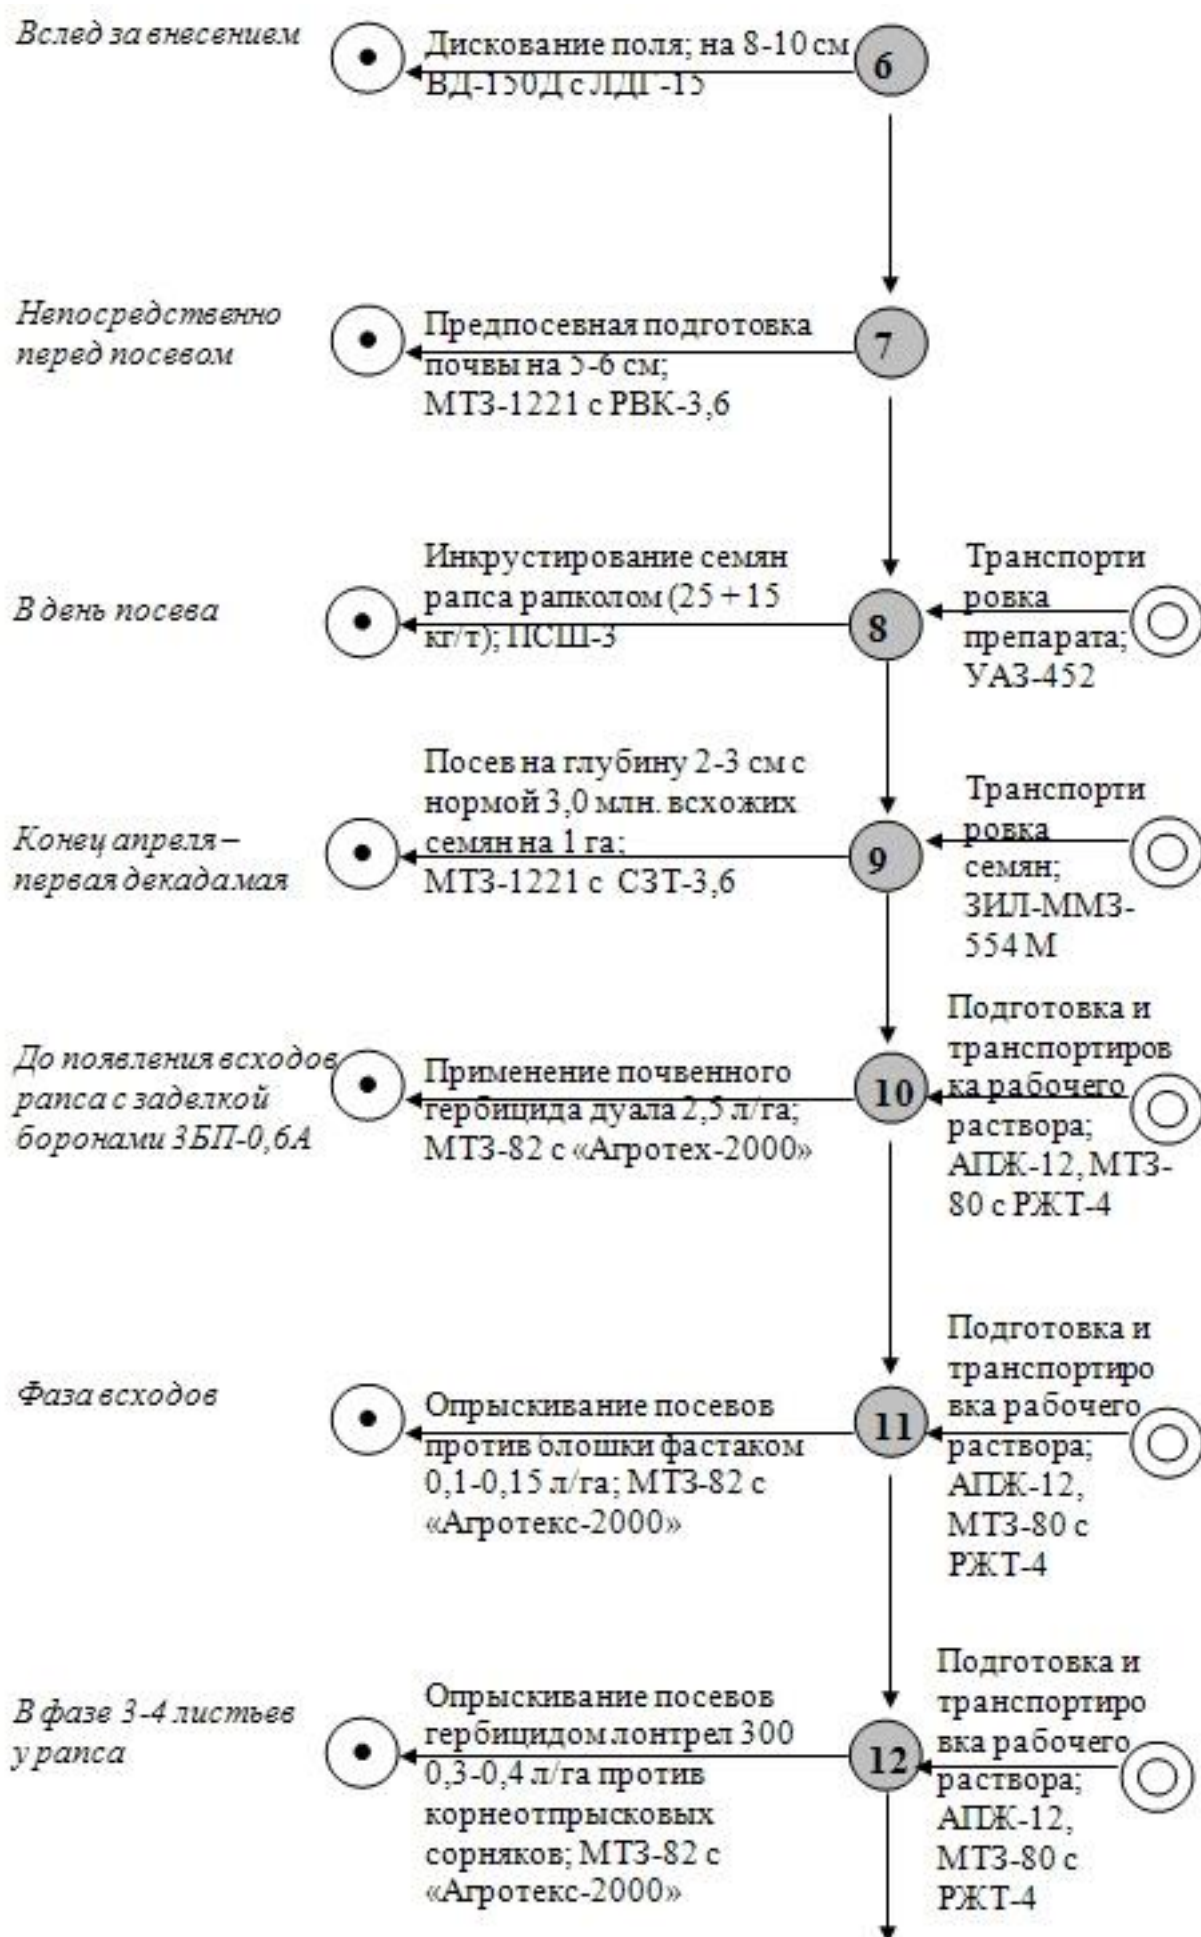 Вслед за внесением
Дискование поля; на 8-10 см
ВД-150Д с ЛДГ-15
6
Непосредственно
перед посевом
Предпосевная подготовка
почвы на 5-6 см;
МТЗ-1221 с РВК-3,6
7
В день посева
Инкрустирование семян
рапса рапколом (25 + 15
кг/т); ПСШ-3
8
Транспорти
ровка
препарата;
УАЗ-452
Конец апреля –
первая декадамая
Посев на глубину 2-3 см с
нормой 3,0 млн. всхожих
семян на 1 га;
МТЗ-1221 с СЗТ-3,6
9
Транспорти
ровка
семян;
ЗИЛ-ММЗ-
554 М
До появления всходов
рапса с заделкой
боронами ЗБП-0,6А
Применение почвенного
гербицида дуала 2,5 л/га;
МТЗ-82 с «Агротех-2000»
10
Подготовка и
транспортиров
ка рабочего
раствора;
АПЖ-12, МТЗ-
80 с РЖТ-4
Фаза всходов
Опрыскивание посевов
против блошки фастаком
0,1-0,15 л/га; МТЗ-82 с
«Агротекс-2000»
11
Подготовка и
транспортиро
вка рабочего
раствора;
АПЖ-12,
МТЗ-80 с
РЖТ-4
В фазе 3-4 листьев
у рапса
Опрыскивание посевов
гербицидом лонтрел 300
0,3-0,4 л/га против
корнеотпрысковых
сорняков; МТЗ-82 с
«Агротекс-2000»
12
Подготовка и
транспортиро
вка рабочего
раствора;
АПЖ-12,
МТЗ-80 с
РЖТ-4